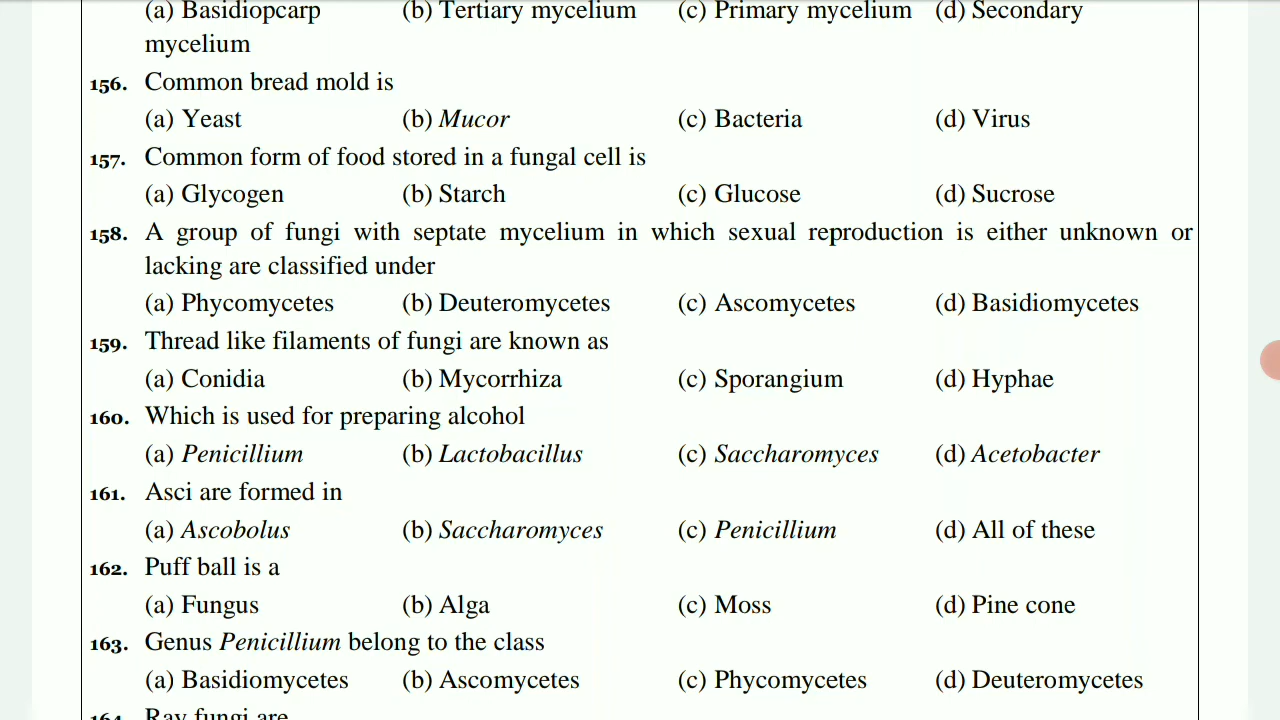 (a) Basidiopcarp (b) Tertiary mycelium (c) Primary mycelium (d) Secondary
mycelium
156. Common bread mold is
(a) Yeast (b) Mucor (c) Bacteria (d) Virus
157. Common form of food stored in a fungal cell is
(a) Glycogen (b) Starch (c) Glucose (d) Sucrose
158. A group of fungi with septate mycelium in which sexual reproduction is either unknown or
lacking are classified under
(a) Phycomycetes (b) Deuteromycetes (c) Ascomycetes (d) Basidiomycetes
159. Thread like filaments of fungi are known as
(a) Conidia (b) Mycorrhiza (c) Sporangium (d) Hyphae
160. Which is used for preparing alcohol
(a) Penicillium (b) Lactobacillus (c) Saccharomyces (d) Acetobacter
161. Asci are formed in
(a) Ascobolus (b) Saccharomyces (c) Penicillium (d) All of these
162. Puff ball is a
(a) Fungus (b) Alga (c) Moss (d) Pine cone
163. Genus Penicillium belong to the class
(a) Basidiomycetes (b) Ascomycetes (c) Phycomycetes (d) Deuteromycetes
164. Ray fungi are